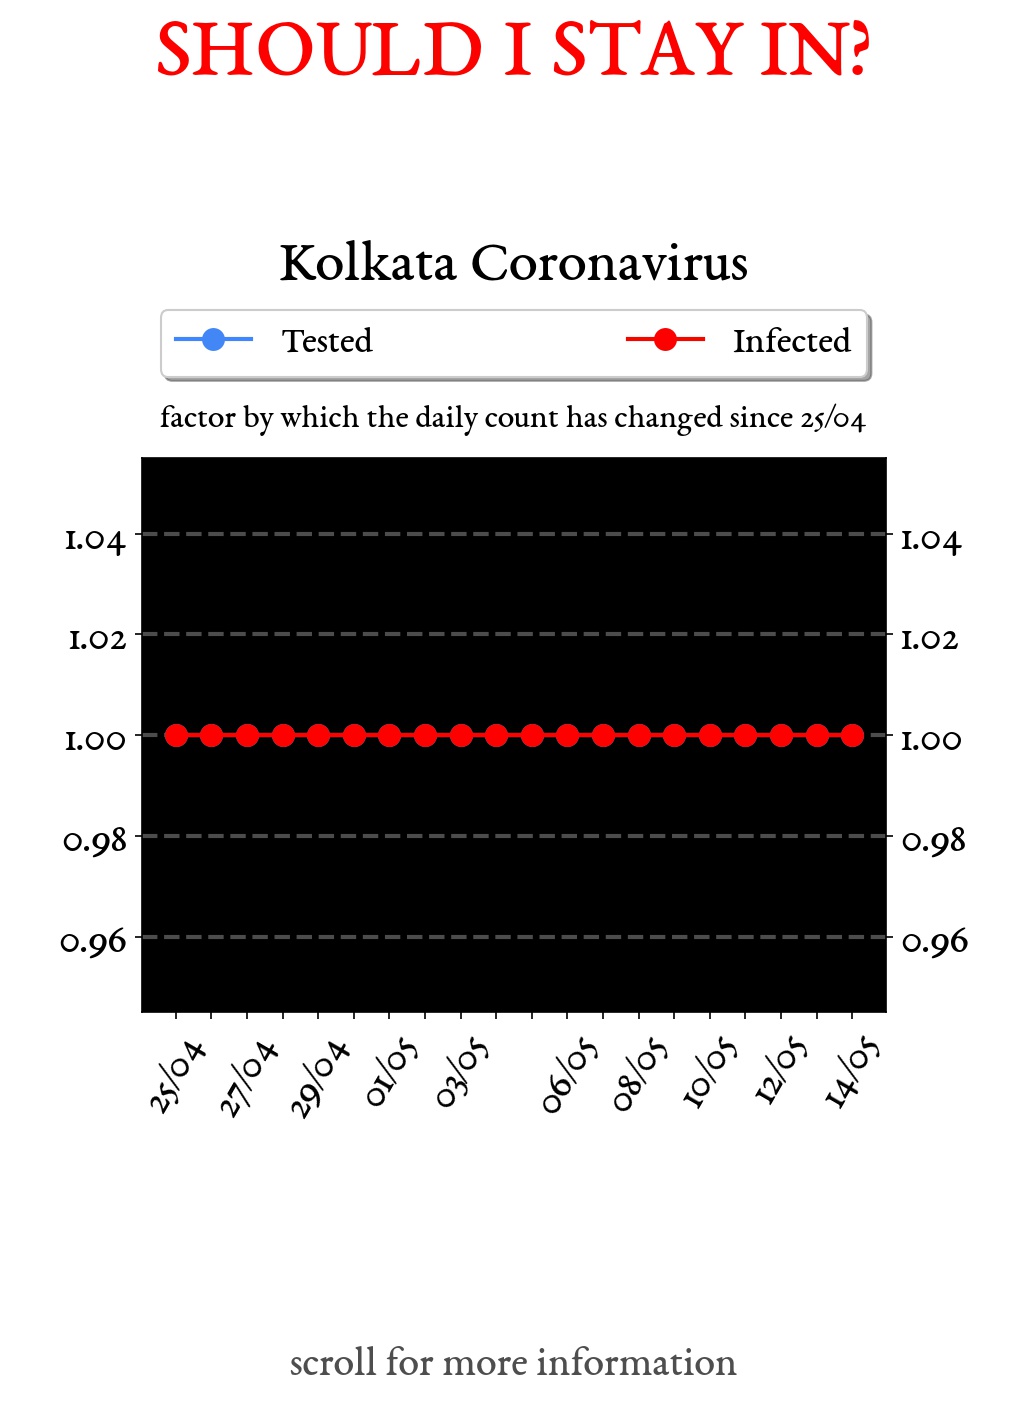 SHOULD I STAY IN?
Kolkata Coronavirus
Tested Infected
factor by which the daily count has changed since 25/04
1.04 1.04
1.02 1.02
1.00 1.00
0.98 0.98
0.96 0.96
25/04 27/04 29/04 01/05 03/05 06/05 08/05 10/05 12/05 14/05
scroll for more information